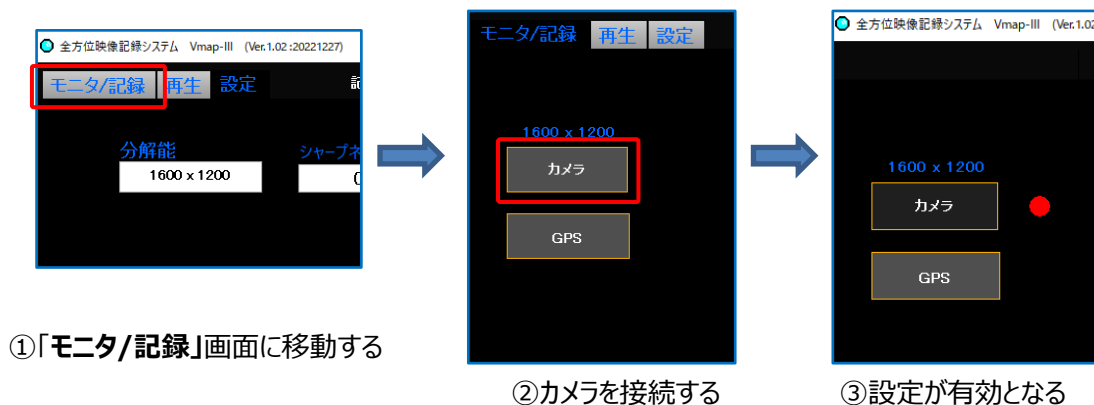 全方位映像記録システム Vmap-III (Ver.1.02 :20221227)
モニタ/記録 再生 設定
分解能 シャープネ
1600 x 1200
①「モニタ/記録」画面に移動する
モニタ/記録 再生 設定
1600 x 1200
カメラ
GPS
②カメラを接続する
全方位映像記録システム Vmap-III (Ver.1.02
1600 x 1200
カメラ
GPS
③設定が有効となる